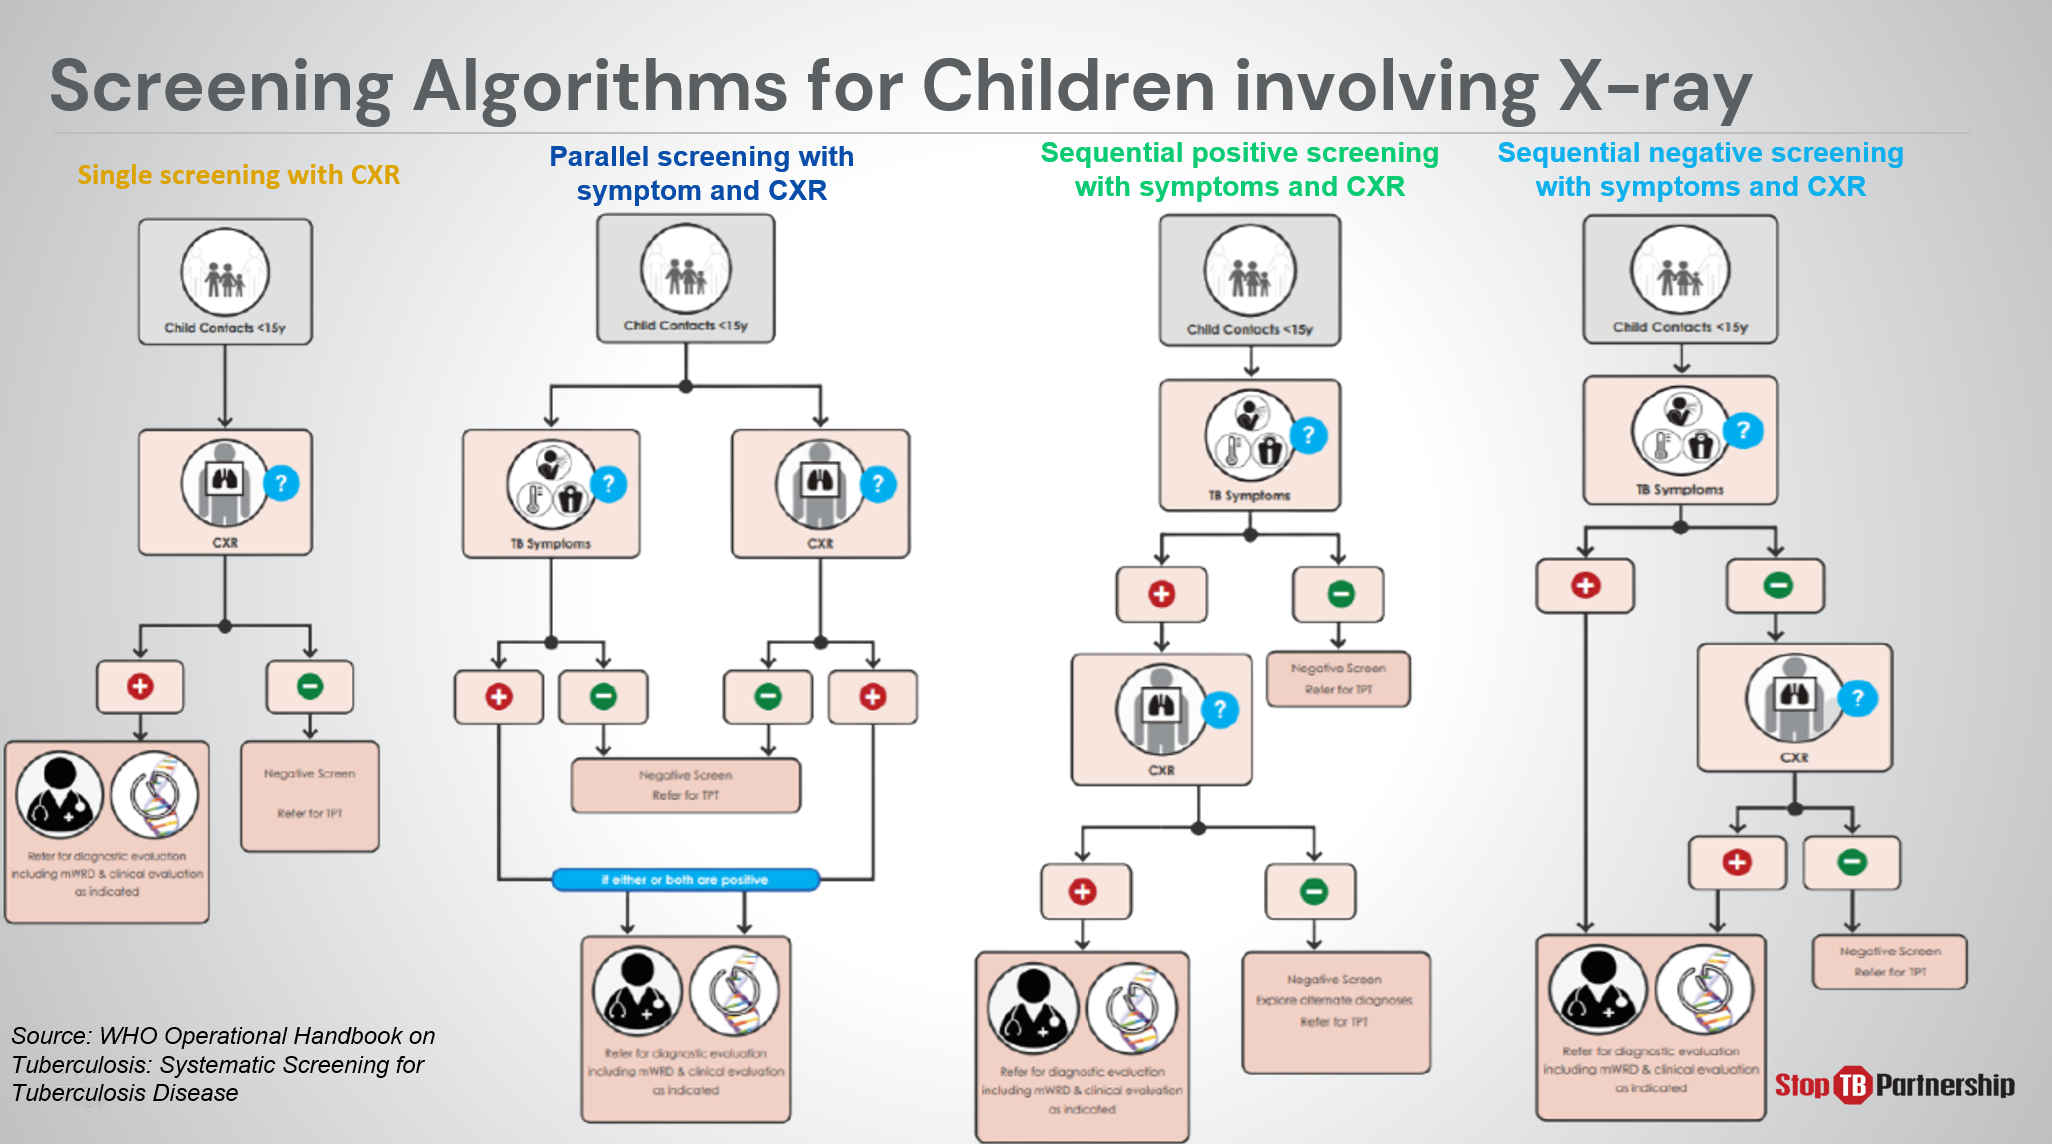 Screening Algorithms for Children involving X-ray
Single screening with CXR
Child Contacts <15y
?
CXR
Refer for diagnostic evaluation
including mWRD & clinical evaluation
as indicated
Negative Screen
Refer for TPT
Parallel screening with
symptom and CXR
Child Contacts <15y
?
TB Symptoms
?
CXR
Negative Screen
Refer for TPT
if either or both are positive
Refer for diagnostic evaluation
including mWRD & clinical evaluation
as indicated
Sequential positive screening
with symptoms and CXR
Child Contacts <15y
?
TB Symptoms
Negative Screen
Refer for TPT
?
CXR
Refer for diagnostic evaluation
including mWRD & clinical evaluation
as indicated
Negative Screen
Explore alternate diagnoses
Refer for TPT
Sequential negative screening
with symptoms and CXR
Child Contacts <15y
?
TB Symptoms
?
CXR
Refer for diagnostic evaluation
including mWRD & clinical evaluation
as indicated
Negative Screen
Refer for TPT
Source: WHO Operational Handbook on
Tuberculosis: Systematic Screening for
Tuberculosis Disease
Stop TB Partnership